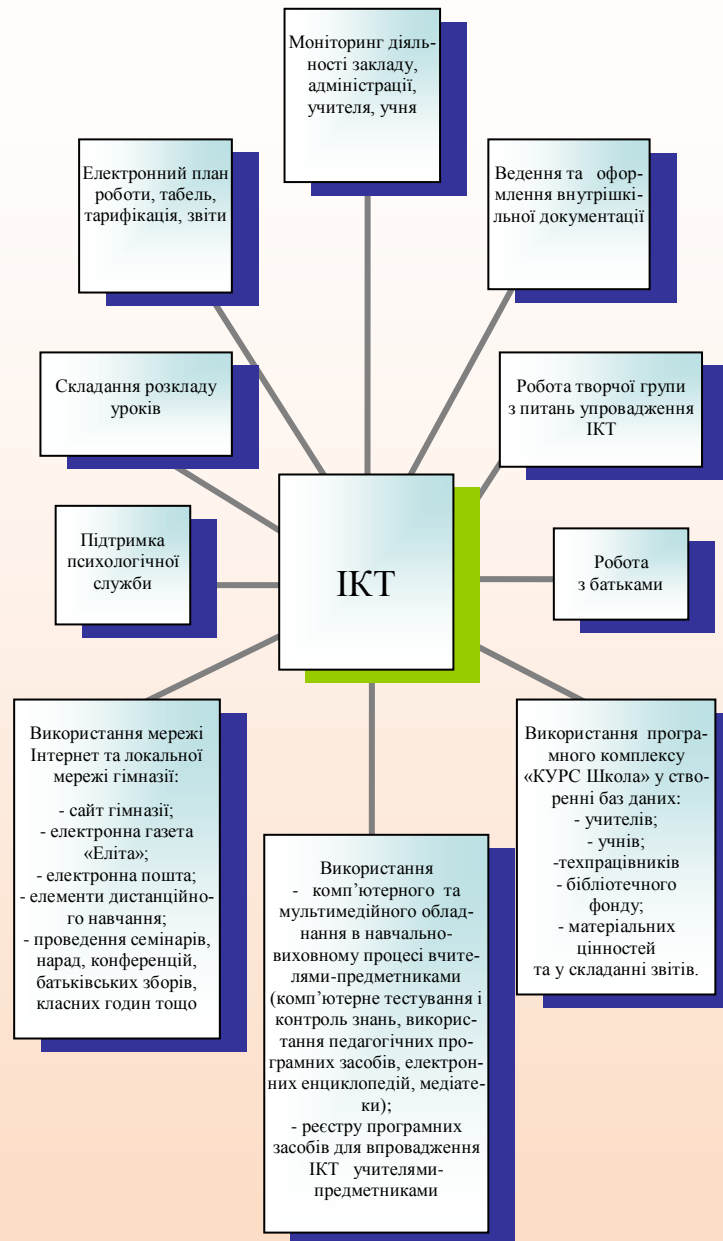 Моніторинг діяль-
ності закладу,
адміністрації,
учителя, учня
Електронний план
роботи, табель,
тарифікація, звіти
Ведення та офор-
млення внутрішкі-
льної документації
Складання розкладу
уроків
Робота творчої групи
з питань упровадження
ІКТ
ІКТ
Підтримка
психологічної
служби
Робота
з батьками
Використання мережі
Інтернет та локальної
мережі гімназії:
- сайт гімназії;
- електронна газета
«Еліта»;
- електронна пошта;
- елементи дистанційно-
го навчання;
- проведення семінарів,
нарад, конференцій,
батьківських зборів,
класних годин тощо
Використання
- комп’ютерного та
мультимедійного облад-
нання в навчально-
виховному процесі вчите-
лями-предметниками
(комп’ютерне тестування і
контроль знань, викорис-
тання педагогічних про-
грамних засобів, електрон-
них енциклопедій, медіате-
ки);
- реєстру програмних
засобів для впровадження
ІКТ учителями-
предметниками
Використання програ-
много комплексу
«КУРС Школа» у ство-
ренні баз даних:
- учителів;
- учнів;
-техпрацівників
- бібліотечного
фонду;
- матеріальних
цінностей
та у складанні звітів.